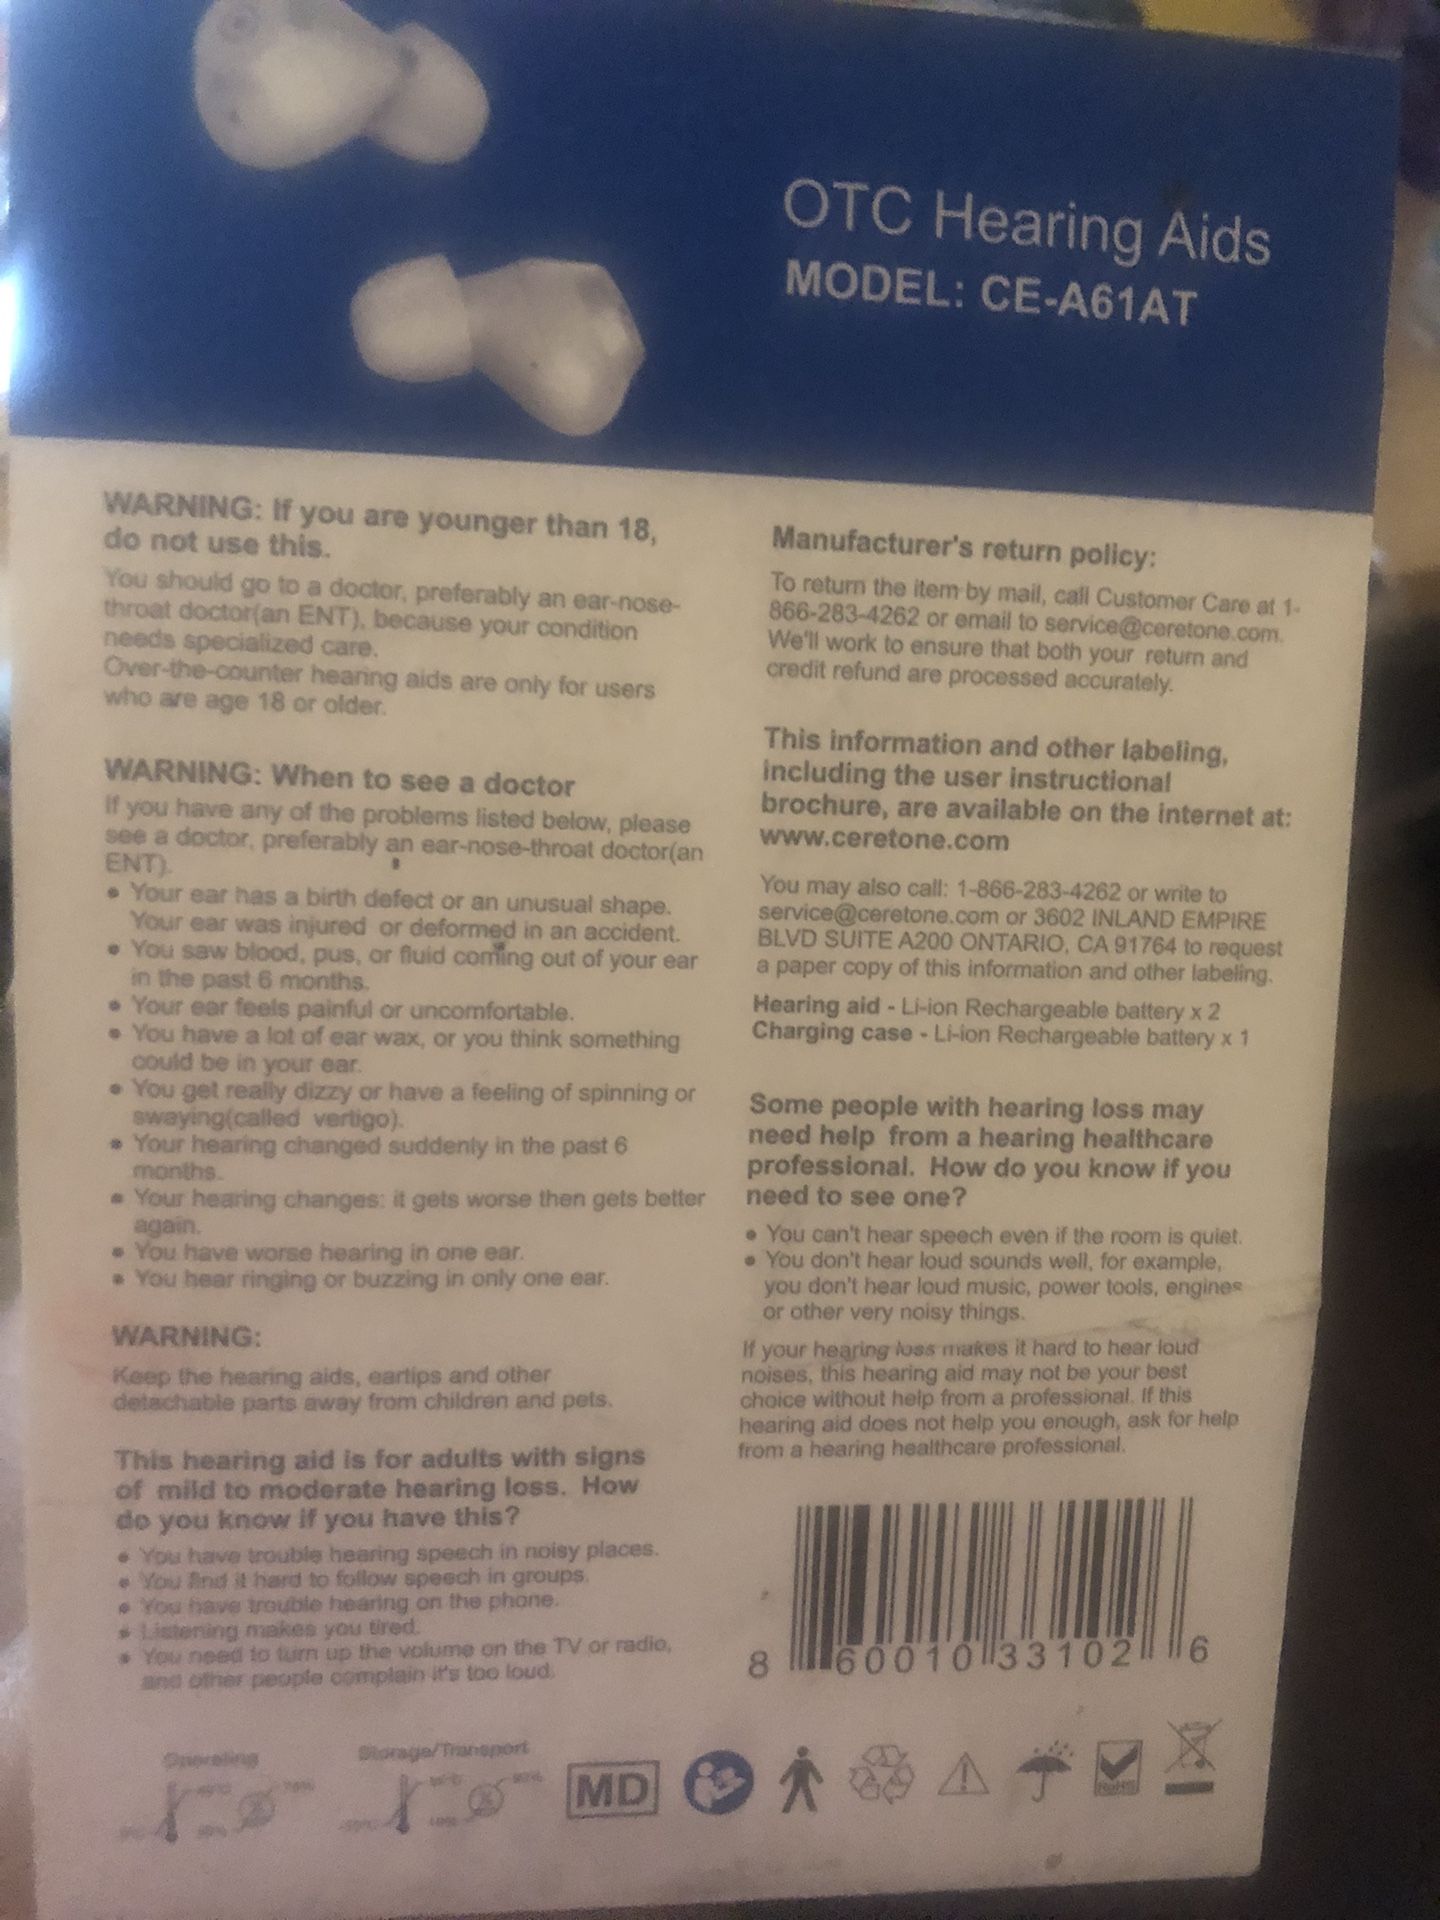 OTC Hearing Aids
MODEL: CE-A61AT
WARNING: If you are younger than 18,
do not use this.
You should go to a doctor, preferably an ear-nose-
throat doctor(an ENT), because your condition
needs specialized care.
Over-the-counter hearing aids are only for users
who are age 18 or older.
WARNING: When to see a doctor
If you have any of the problems listed below, please
see a doctor, preferably an ear-nose-throat doctor(an
ENT).
• Your ear has a birth defect or an unusual shape.
Your ear was injured or deformed in an accident.
• You saw blood, pus, or fluid coming out of your ear
in the past 6 months.
• Your ear feels painful or uncomfortable.
• You have a lot of ear wax, or you think something
could be in your ear.
• You get really dizzy or have a feeling of spinning or
swaying(called vertigo).
• Your hearing changed suddenly in the past 6
months.
• Your hearing changes: it gets worse then gets better
again.
• You have worse hearing in one ear.
• You hear ringing or buzzing in only one ear.
WARNING:
Keep the hearing aids, eartips and other
detachable parts away from children and pets.
This hearing aid is for adults with signs
of mild to moderate hearing loss. How
do you know if you have this?
• You have trouble hearing speech in noisy places.
• You find it hard to follow speech in groups.
• You have trouble hearing on the phone.
• Listening makes you tired.
• You need to turn up the volume on the TV or radio,
and other people complain it's too loud.
Manufacturer's return policy:
To return the item by mail, call Customer Care at 1-
866-283-4262 or email to service@ceretone.com.
We'll work to ensure that both your return and
credit refund are processed accurately.
This information and other labeling,
including the user instructional
brochure, are available on the internet at:
www.ceretone.com
You may also call: 1-866-283-4262 or write to
service@ceretone.com or 3602 INLAND EMPIRE
BLVD SUITE A200 ONTARIO, CA 91764 to request
a paper copy of this information and other labeling.
Hearing aid - Li-ion Rechargeable battery x 2
Charging case - Li-ion Rechargeable battery x 1
Some people with hearing loss may
need help from a hearing healthcare
professional. How do you know if you
need to see one?
• You can't hear speech even if the room is quiet.
• You don't hear loud sounds well, for example,
you don't hear loud music, power tools, engines
or other very noisy things.
If your hearing loss makes it hard to hear loud
noises, this hearing aid may not be your best
choice without help from a professional. If this
hearing aid does not help you enough, ask for help
from a hearing healthcare professional.
8 60010 33102 6
Operating
Storage/Transport
MD
RoHS